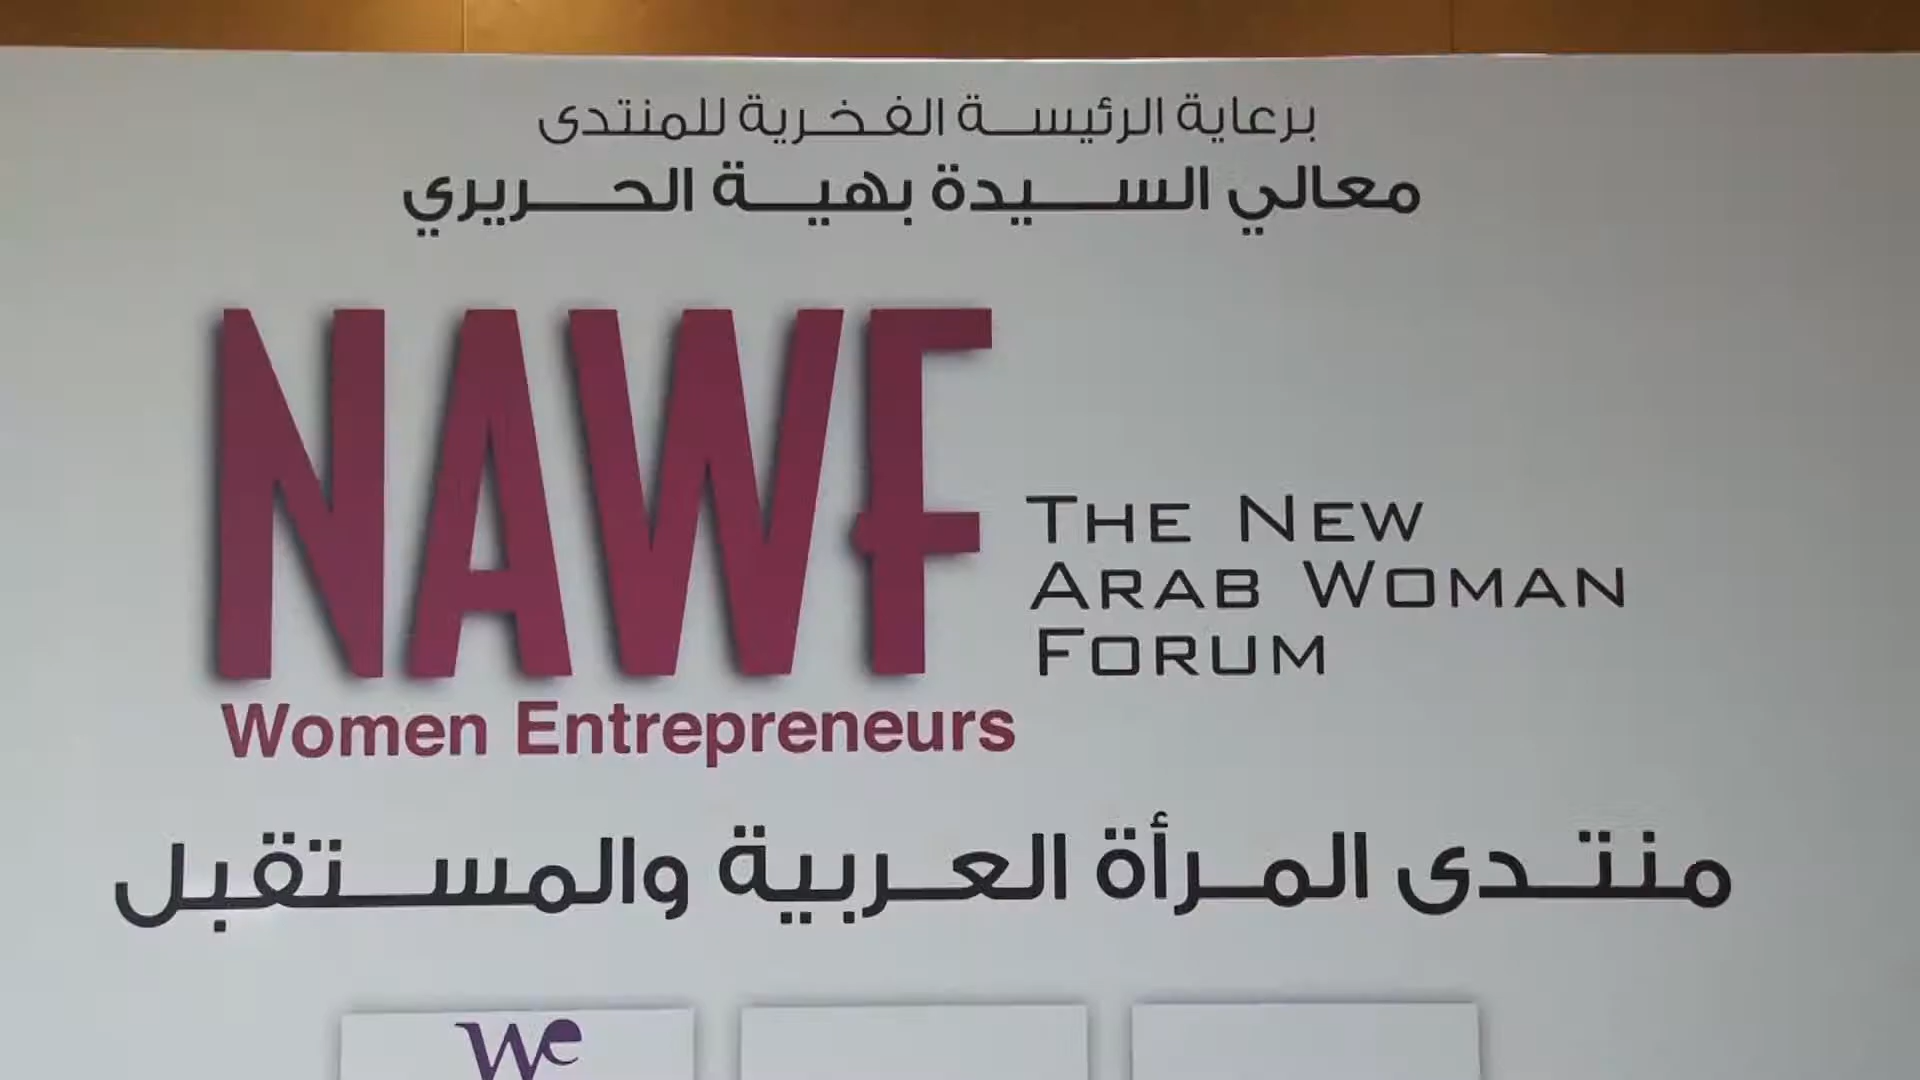 برعاية الرئيسة الفخرية للمنتدى
معالي السيدة بهية الحريري
NAWF
THE NEW
ARAB WOMAN
FORUM
Women Entrepreneurs
منتدى المرأة العربية والمستقبل
we